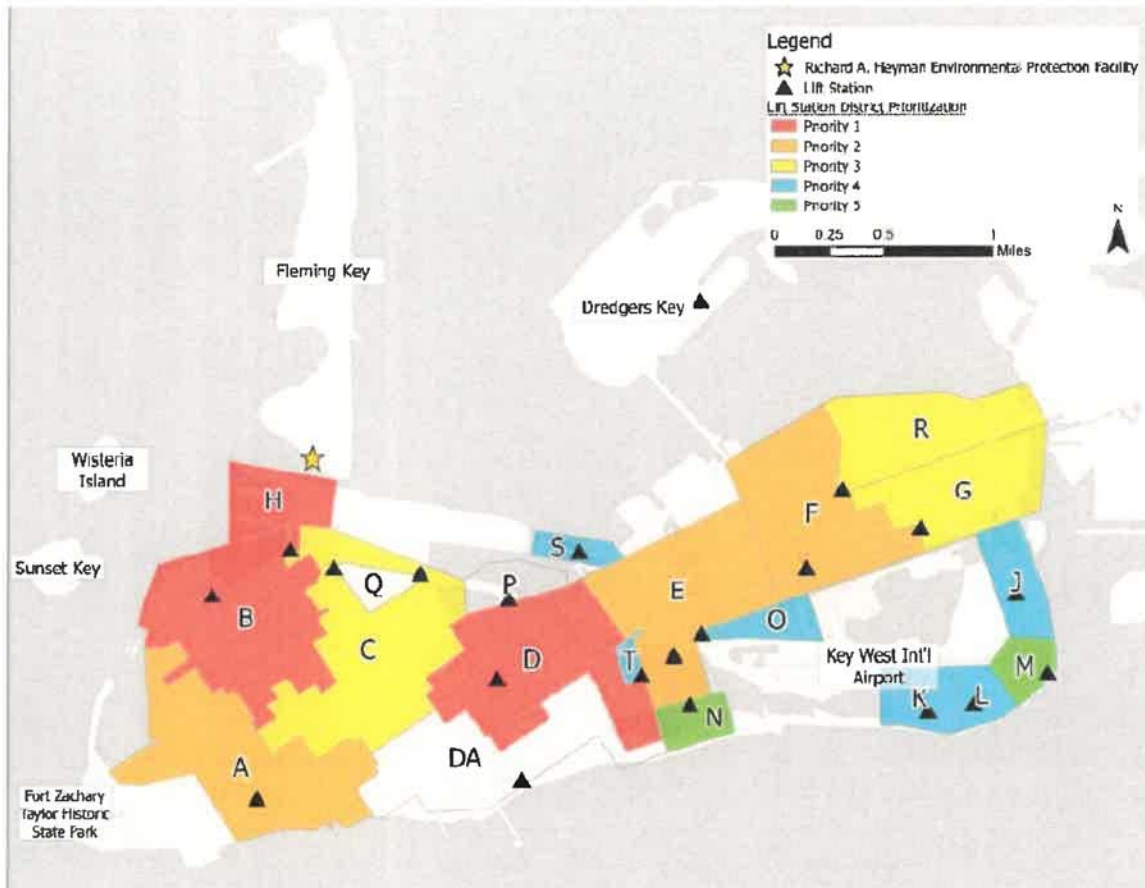 Legend
Richard A. Heyman Environmental Protection Facility
Lift Station
Lift Station District Prioritization
Priority 1
Priority 2
Priority 3
Priority 4
Priority 5
N
0 0.25 0.5 1
Miles
Fleming Key
Dredgers Key
Wisteria
Island
Sunset Key
H
R
G
F
S
Q
P
B
C
E
O
J
D
T
Key West Int'l
Airport
M
K
L
N
A
DA
Fort Zachary
Taylor Historic
State Park